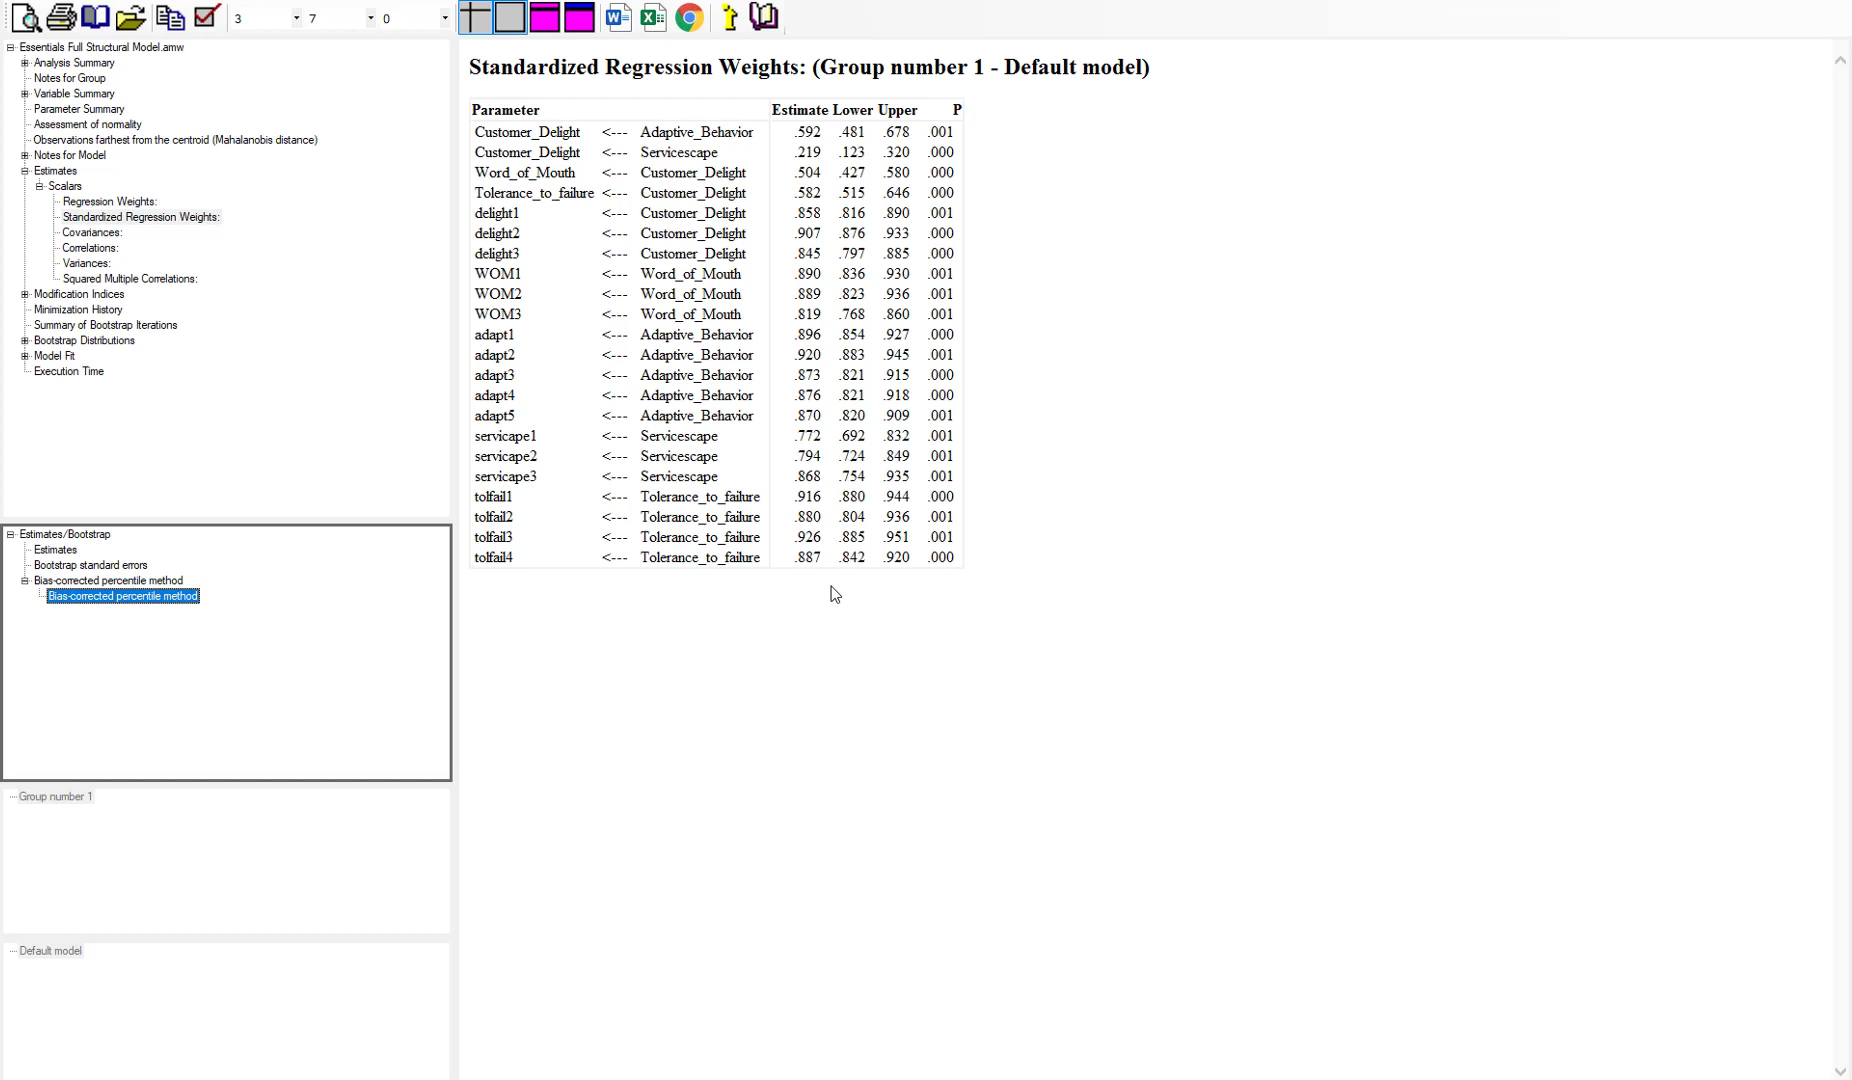 3 7 0
Essentials Full Structural Model.amw
Analysis Summary
Notes for Group
Variable Summary
Parameter Summary
Assessment of normality
Observations farthest from the centroid (Mahalanobis distance)
Notes for Model
Estimates
Scalars
Regression Weights:
Standardized Regression Weights:
Covariances:
Correlations:
Variances:
Squared Multiple Correlations:
Modification Indices
Minimization History
Summary of Bootstrap Iterations
Bootstrap Distributions
Model Fit
Execution Time
Estimates/Bootstrap
Estimates
Bootstrap standard errors
Bias-corrected percentile method
Bias-corrected percentile method
Group number 1
Default model
Standardized Regression Weights: (Group number 1 - Default model)
Parameter Estimate Lower Upper P
Customer_Delight <--- Adaptive_Behavior .592 .481 .678 .001
Customer_Delight <--- Servicescape .219 .123 .320 .000
Word_of_Mouth <--- Customer_Delight .504 .427 .580 .000
Tolerance_to_failure <--- Customer_Delight .582 .515 .646 .000
delight1 <--- Customer_Delight .858 .816 .890 .001
delight2 <--- Customer_Delight .907 .876 .933 .000
delight3 <--- Customer_Delight .845 .797 .885 .000
WOM1 <--- Word_of_Mouth .890 .836 .930 .001
WOM2 <--- Word_of_Mouth .889 .823 .936 .001
WOM3 <--- Word_of_Mouth .819 .768 .860 .001
adapt1 <--- Adaptive_Behavior .896 .854 .927 .000
adapt2 <--- Adaptive_Behavior .920 .883 .945 .001
adapt3 <--- Adaptive_Behavior .873 .821 .915 .000
adapt4 <--- Adaptive_Behavior .876 .821 .918 .000
adapt5 <--- Adaptive_Behavior .870 .820 .909 .001
servicape1 <--- Servicescape .772 .692 .832 .001
servicape2 <--- Servicescape .794 .724 .849 .001
servicape3 <--- Servicescape .868 .754 .935 .001
tolfail1 <--- Tolerance_to_failure .916 .880 .944 .000
tolfail2 <--- Tolerance_to_failure .880 .804 .936 .001
tolfail3 <--- Tolerance_to_failure .926 .885 .951 .001
tolfail4 <--- Tolerance_to_failure .887 .842 .920 .000